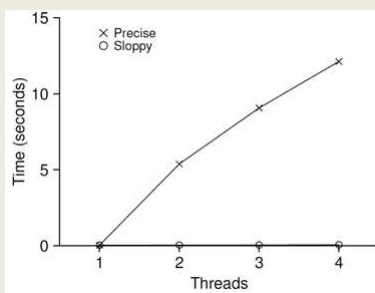 15
× Precise
○ Sloppy
10
5
0
Time (seconds)
1 2 3 4
Threads